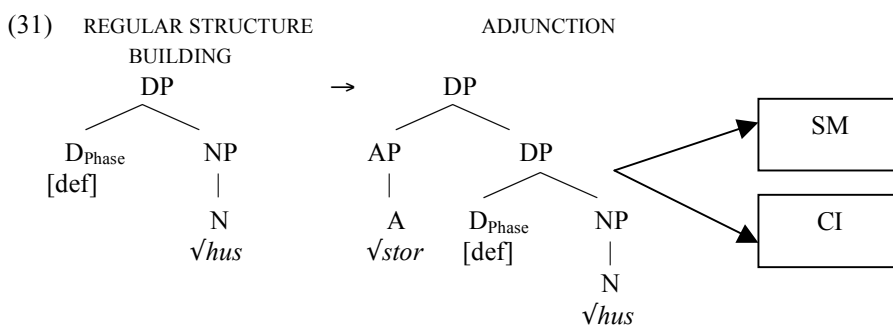 (31) REGULAR STRUCTURE ADJUNCTION
BUILDING
DP → DP
SM
D_Phase NP AP DP
[def]
N A D_Phase NP CI
√hus √stor [def]
N
√hus